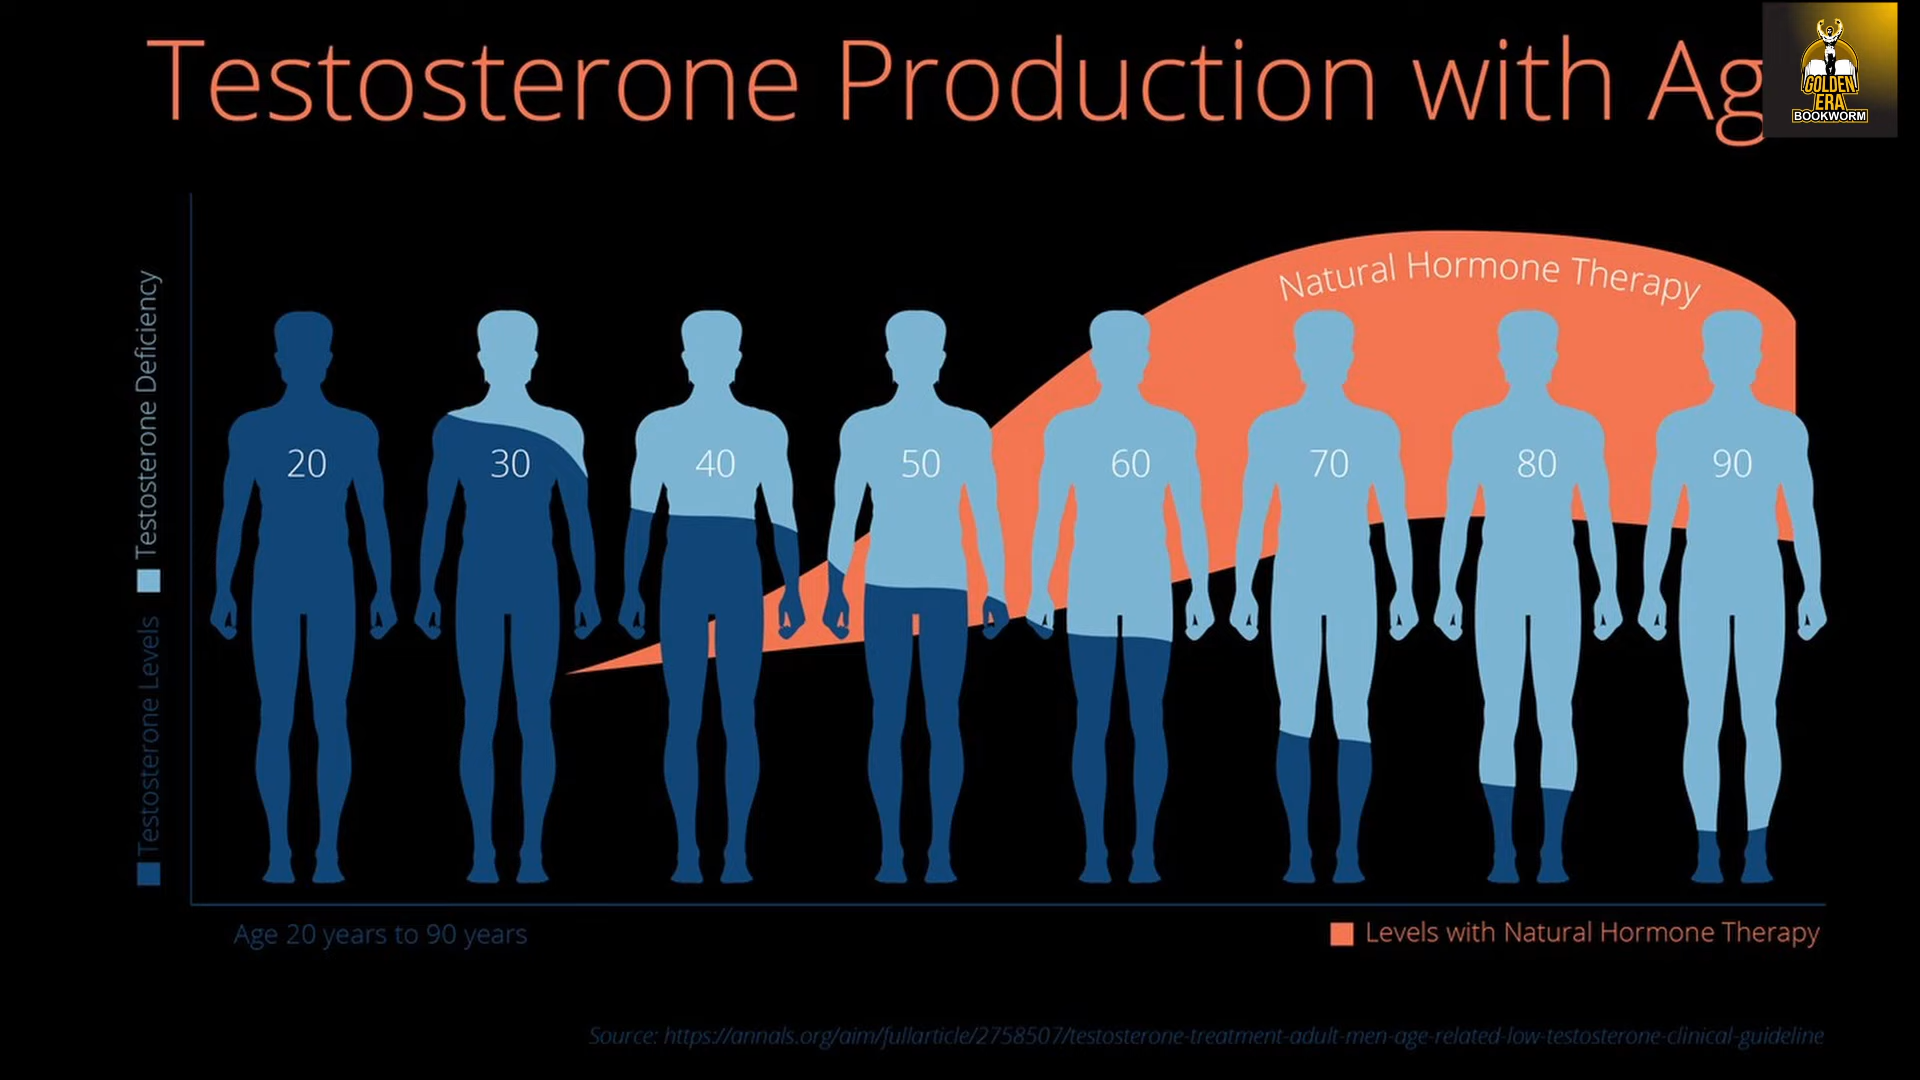 Testosterone Production with Ag
GOLDEN
ERA
BOOKWORM
Testosterone Deficiency
Testosterone Levels
Natural Hormone Therapy
20 30 40 50 60 70 80 90
Age 20 years to 90 years
Levels with Natural Hormone Therapy
Source: https://annals.org/aim/fullarticle/2758507/testosterone-treatment-adult-men-age-related-low-testosterone-clinical-guideline